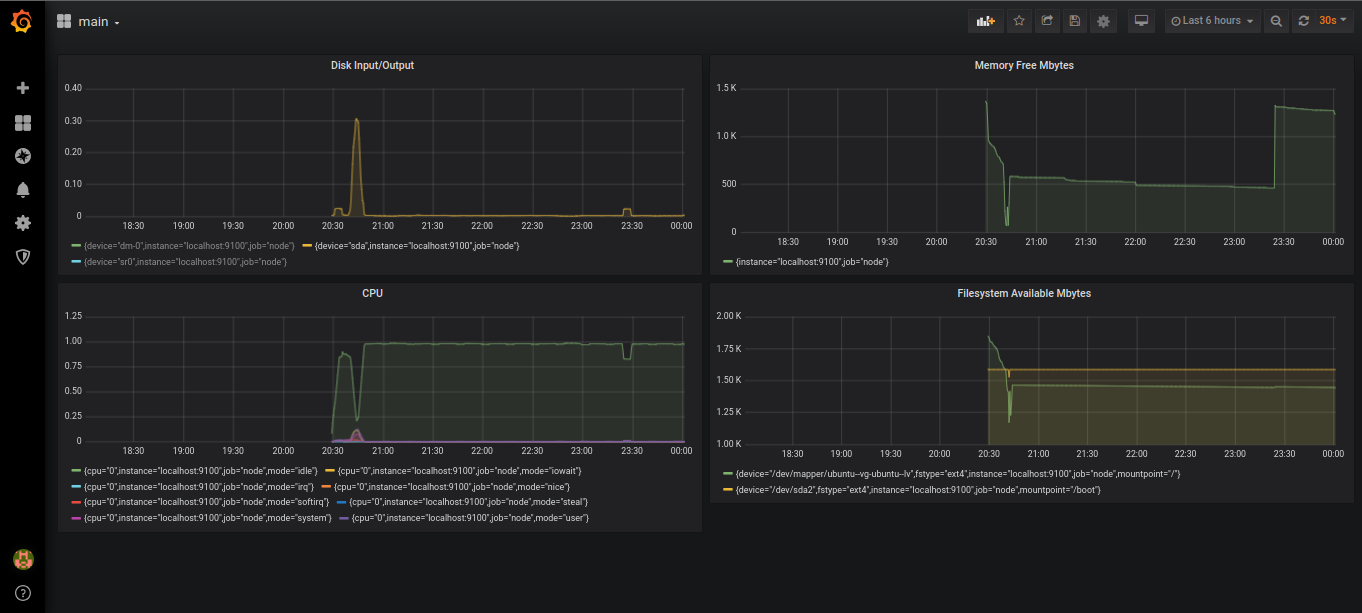 main
Last 6 hours
30s
Disk Input/Output
0.40
0.30
0.20
0.10
0
18:30 19:00 19:30 20:00 20:30 21:00 21:30 22:00 22:30 23:00 23:30 00:00
{device="dm-0",instance="localhost:9100",job="node"} {device="sda",instance="localhost:9100",job="node"}
{device="sr0",instance="localhost:9100",job="node"}
Memory Free Mbytes
1.5 K
1.0 K
500
0
18:30 19:00 19:30 20:00 20:30 21:00 21:30 22:00 22:30 23:00 23:30 00:00
{instance="localhost:9100",job="node"}
CPU
1.25
1.00
0.75
0.50
0.25
0
18:30 19:00 19:30 20:00 20:30 21:00 21:30 22:00 22:30 23:00 23:30 00:00
{cpu="0",instance="localhost:9100",job="node",mode="idle"} {cpu="0",instance="localhost:9100",job="node",mode="iowait"}
{cpu="0",instance="localhost:9100",job="node",mode="irq"} {cpu="0",instance="localhost:9100",job="node",mode="nice"}
{cpu="0",instance="localhost:9100",job="node",mode="softirq"} {cpu="0",instance="localhost:9100",job="node",mode="steal"}
{cpu="0",instance="localhost:9100",job="node",mode="system"} {cpu="0",instance="localhost:9100",job="node",mode="user"}
Filesystem Available Mbytes
2.00 K
1.75 K
1.50 K
1.25 K
1.00 K
18:30 19:00 19:30 20:00 20:30 21:00 21:30 22:00 22:30 23:00 23:30 00:00
{device="/dev/mapper/ubuntu--vg-ubuntu--lv",fstype="ext4",instance="localhost:9100",job="node",mountpoint="/"}
{device="/dev/sda2",fstype="ext4",instance="localhost:9100",job="node",mountpoint="/boot"}